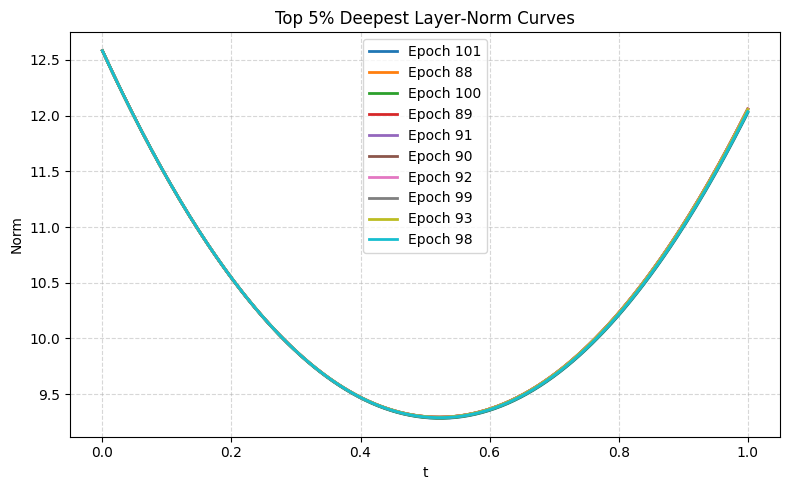 Top 5% Deepest Layer-Norm Curves
Epoch 101
Epoch 88
Epoch 100
Epoch 89
Epoch 91
Epoch 90
Epoch 92
Epoch 99
Epoch 93
Epoch 98
12.5
12.0
11.5
11.0
10.5
10.0
9.5
Norm
0.0
0.2
0.4
0.6
0.8
1.0
t